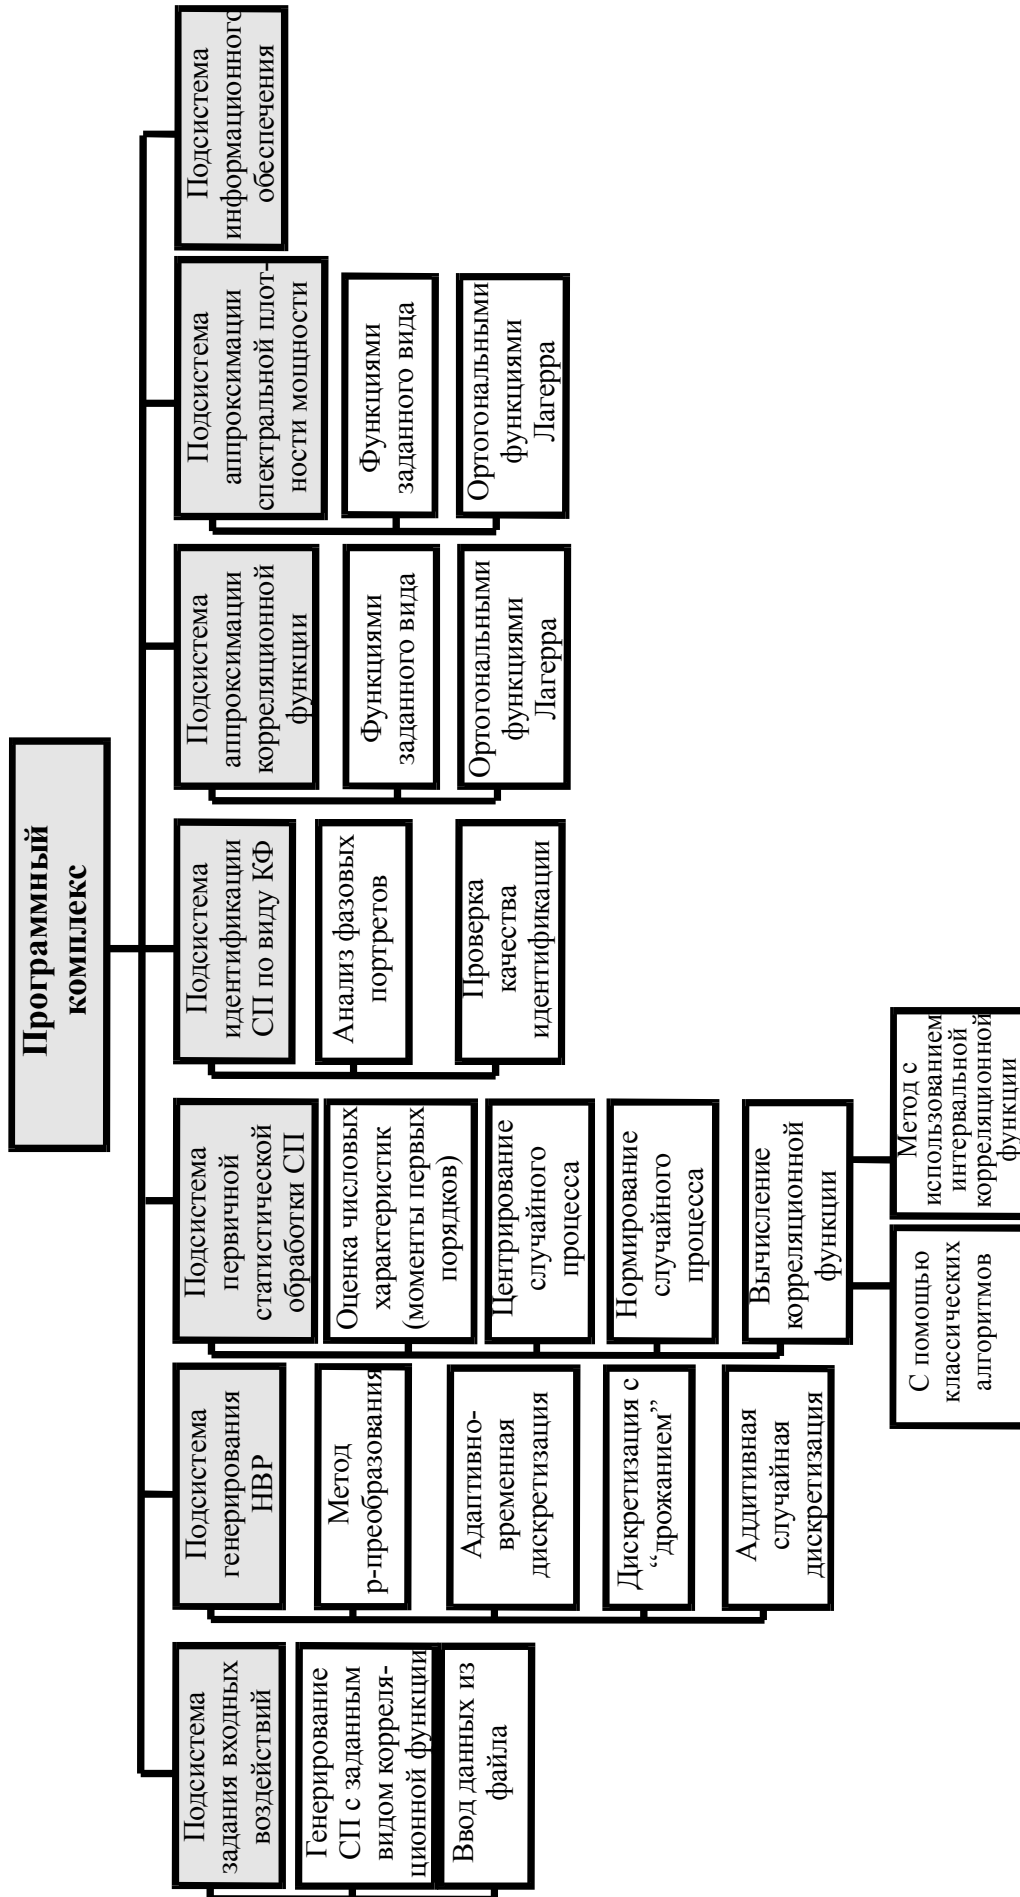 Программный
комплекс
Подсистема
задания входных
воздействий
Генерирование
СП с заданным
видом корреля-
ционной функции
Ввод данных из
файла
Подсистема
генерирования
НВР
Метод
р-преобразования
Адаптивно-
временная
дискретизация
Дискретизация с
“дрожанием”
Аддитивная
случайная
дискретизация
Подсистема
первичной
статистической
обработки СП
Оценка числовых
характеристик
(моменты первых
порядков)
Центрирование
случайного
процесса
Нормирование
случайного
процесса
Вычисление
корреляционной
функции
С помощью
классических
алгоритмов
Метод с
использованием
интервальной
корреляционной
функции
Подсистема
идентификации
СП по виду КФ
Анализ фазовых
портретов
Проверка
качества
идентификации
Подсистема
аппроксимации
корреляционной
функции
Функциями
заданного вида
Ортогональными
функциями
Лагерра
Подсистема
аппроксимации
спектральной плот-
ности мощности
Функциями
заданного вида
Ортогональными
функциями
Лагерра
Подсистема
информационного
обеспечения